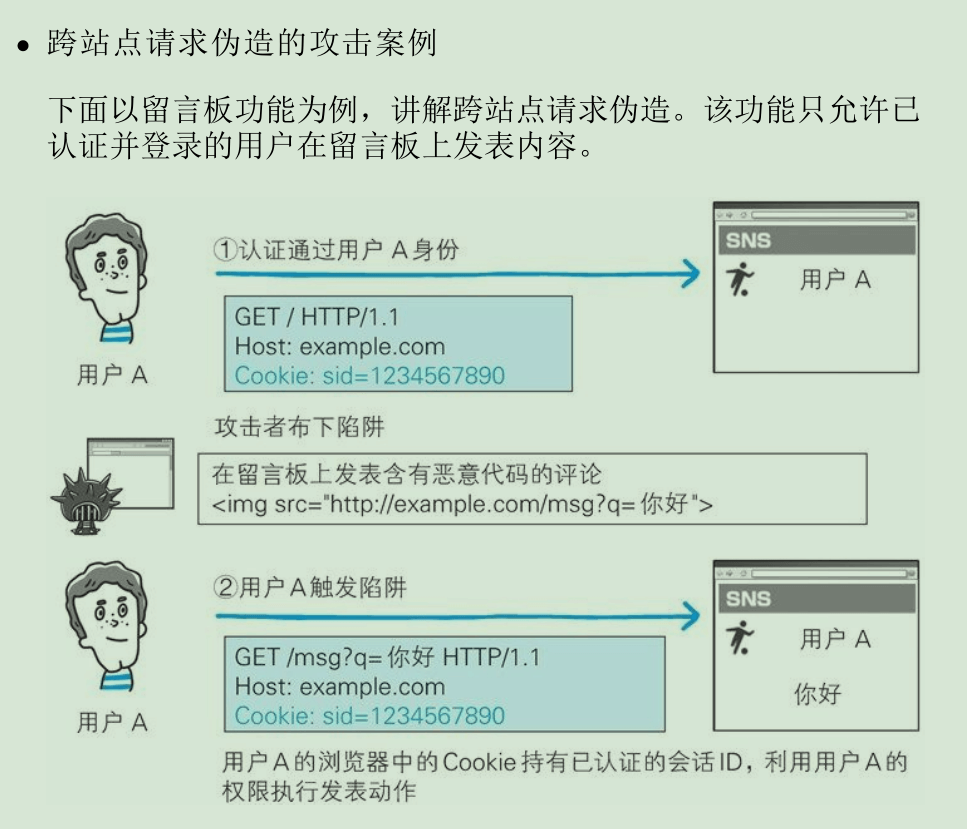 • 跨站点请求伪造的攻击案例
下面以留言板功能为例，讲解跨站点请求伪造。该功能只允许已
认证并登录的用户在留言板上发表内容。
①认证通过用户 A 身份
SNS
用户 A
GET / HTTP/1.1
Host: example.com
Cookie: sid=1234567890
用户 A
攻击者布下陷阱
在留言板上发表含有恶意代码的评论
<img src="http://example.com/msg?q= 你好">
②用户 A 触发陷阱
SNS
用户 A
你好
GET /msg?q= 你好 HTTP/1.1
Host: example.com
Cookie: sid=1234567890
用户 A
用户 A 的浏览器中的 Cookie 持有已认证的会话 ID，利用用户 A 的
权限执行发表动作